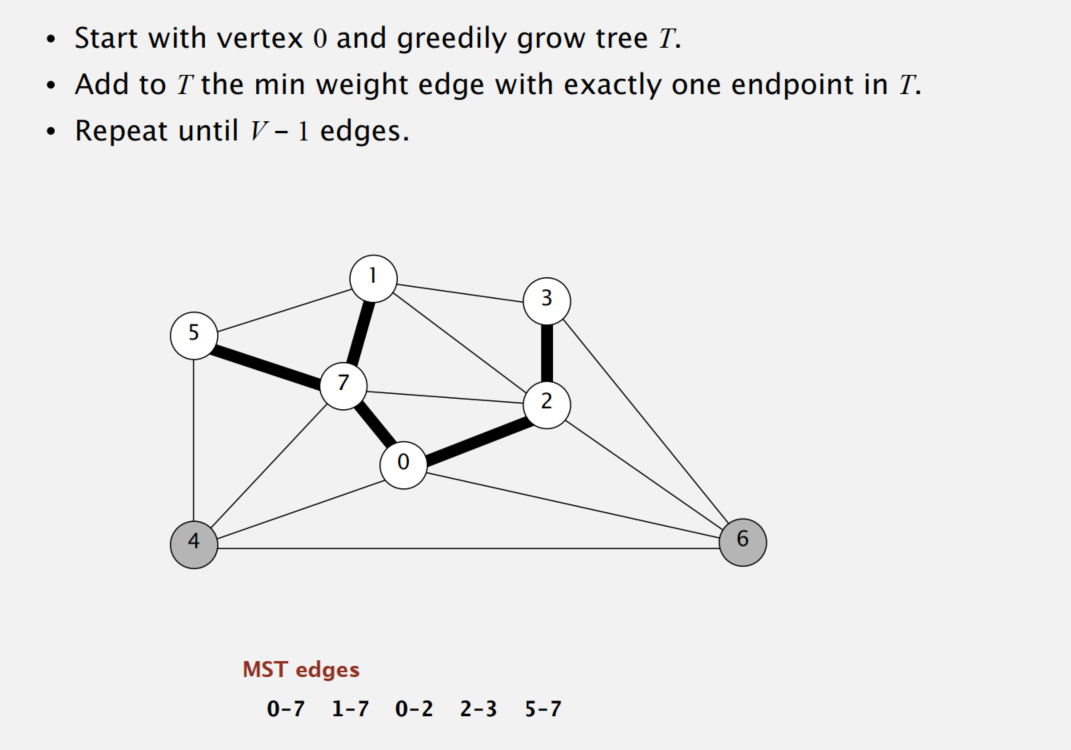 • Start with vertex 0 and greedily grow tree T.
• Add to T the min weight edge with exactly one endpoint in T.
• Repeat until V – 1 edges.
1
3
5
7
2
0
4
6
MST edges
0–7 1–7 0–2 2–3 5–7